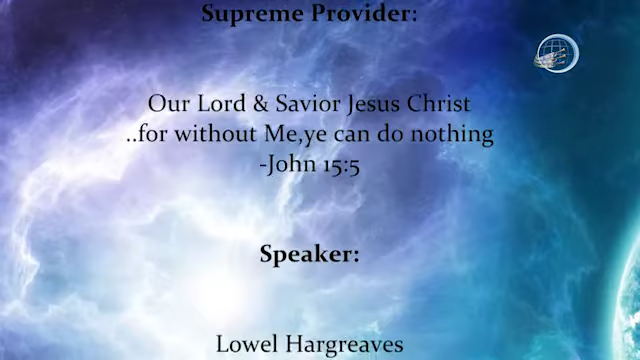 Supreme Provider:
Our Lord & Savior Jesus Christ
..for without Me,ye can do nothing
-John 15:5
Speaker:
Lowel Hargreaves